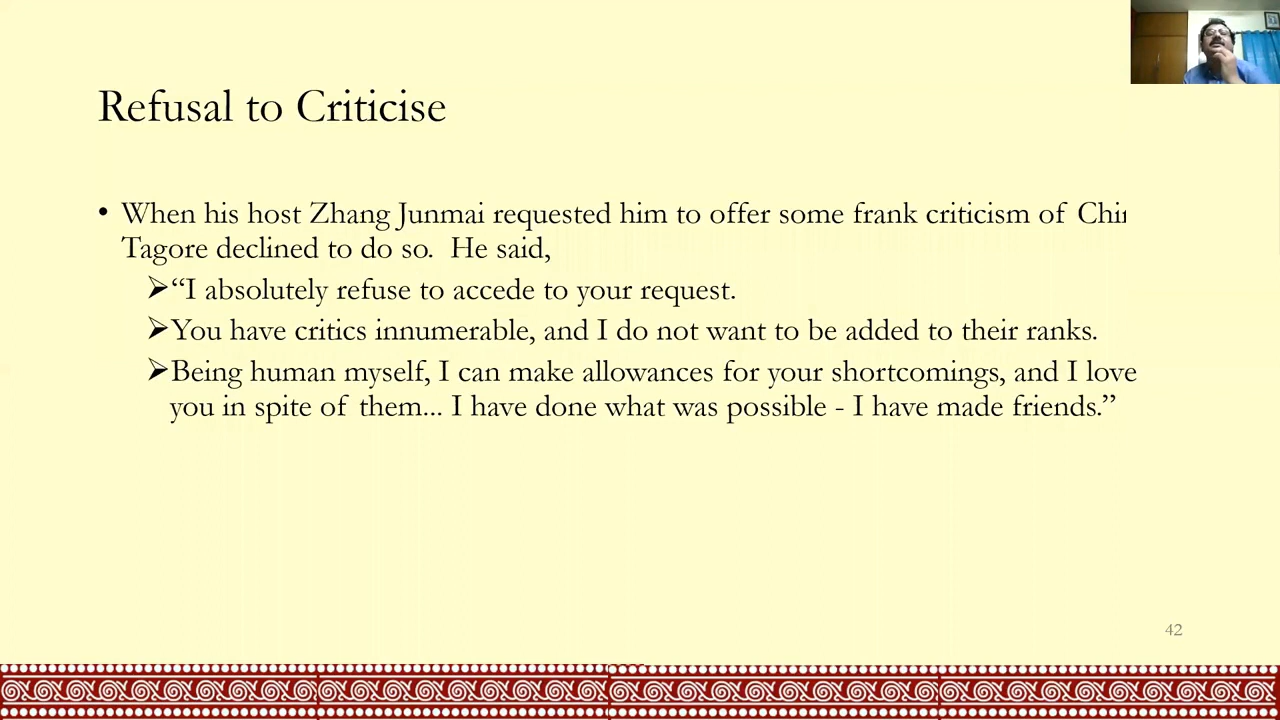 Refusal to Criticise
• When his host Zhang Junmai requested him to offer some frank criticism of
Tagore declined to do so. He said,
➢“I absolutely refuse to accede to your request.
➢You have critics innumerable, and I do not want to be added to their ranks.
➢Being human myself, I can make allowances for your shortcomings, and I love
you in spite of them... I have done what was possible - I have made friends.”
42